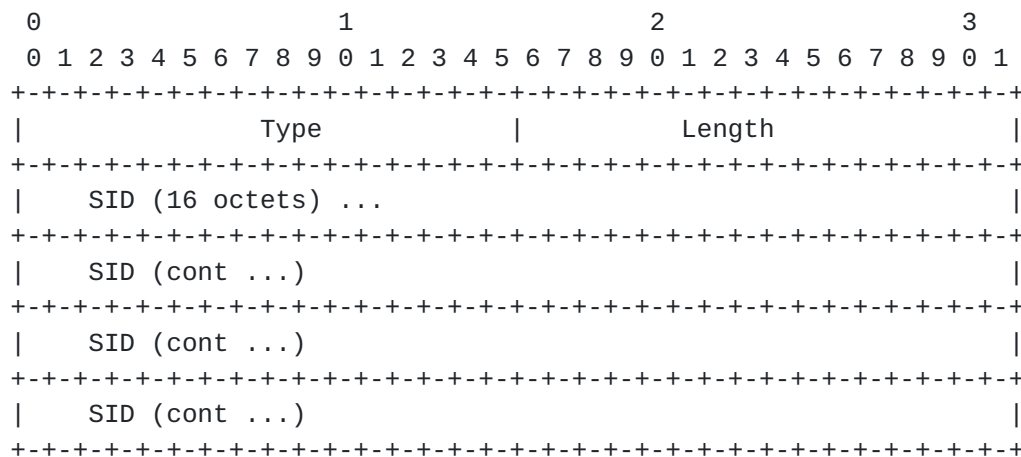 0                   1                   2                   3
 0 1 2 3 4 5 6 7 8 9 0 1 2 3 4 5 6 7 8 9 0 1 2 3 4 5 6 7 8 9 0 1
+-+-+-+-+-+-+-+-+-+-+-+-+-+-+-+-+-+-+-+-+-+-+-+-+-+-+-+-+-+-+-+-+
|               Type            |          Length               |
+-+-+-+-+-+-+-+-+-+-+-+-+-+-+-+-+-+-+-+-+-+-+-+-+-+-+-+-+-+-+-+-+
|    SID (16 octets) ...                                        |
+-+-+-+-+-+-+-+-+-+-+-+-+-+-+-+-+-+-+-+-+-+-+-+-+-+-+-+-+-+-+-+-+
|    SID (cont ...)                                             |
+-+-+-+-+-+-+-+-+-+-+-+-+-+-+-+-+-+-+-+-+-+-+-+-+-+-+-+-+-+-+-+-+
|    SID (cont ...)                                             |
+-+-+-+-+-+-+-+-+-+-+-+-+-+-+-+-+-+-+-+-+-+-+-+-+-+-+-+-+-+-+-+-+
|    SID (cont ...)                                             |
+-+-+-+-+-+-+-+-+-+-+-+-+-+-+-+-+-+-+-+-+-+-+-+-+-+-+-+-+-+-+-+-+